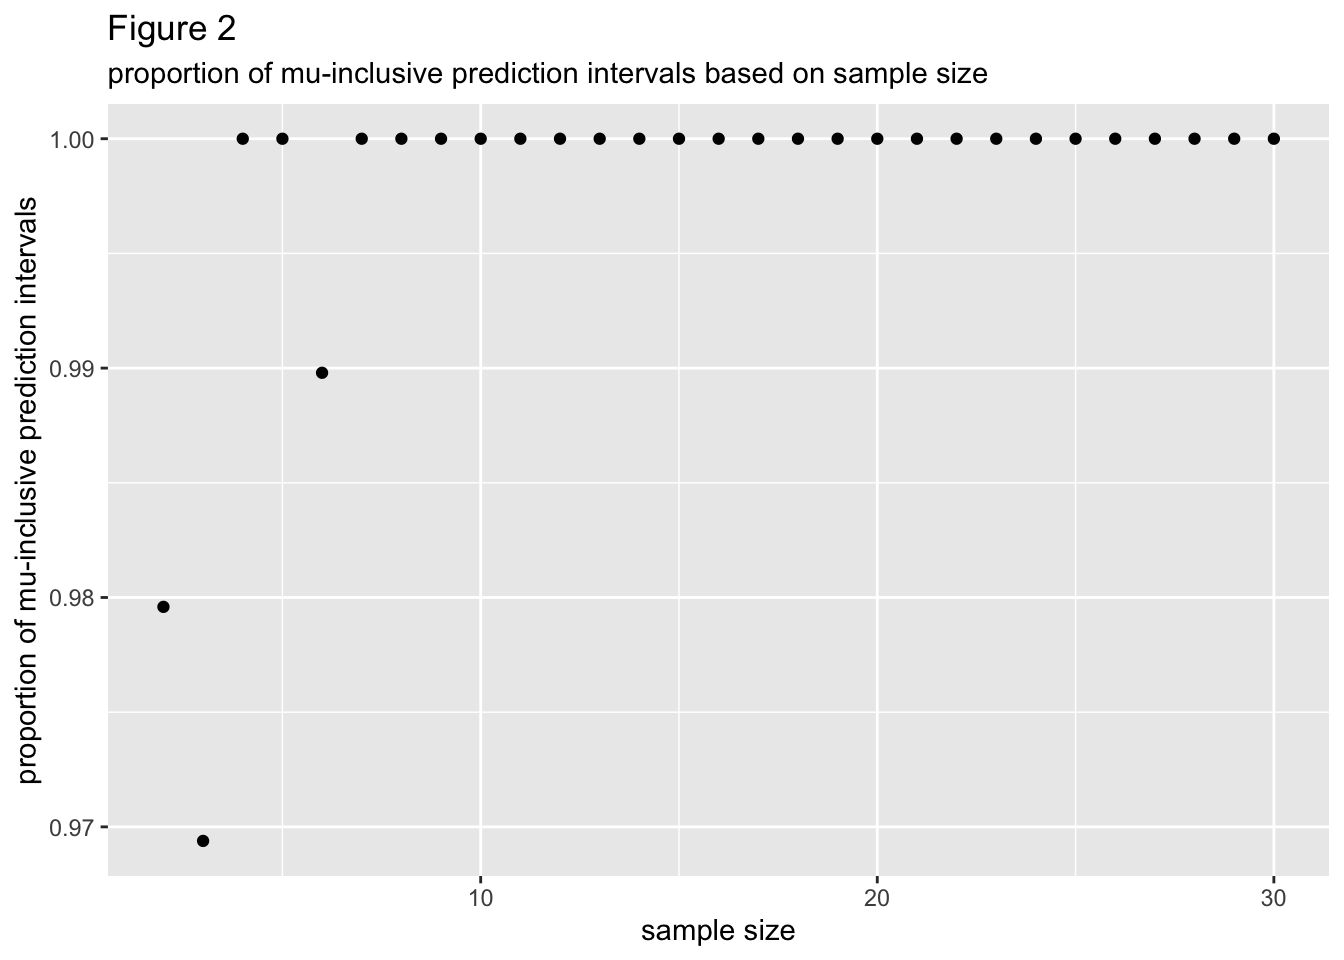 Figure 2
proportion of mu-inclusive prediction intervals based on sample size
proportion of mu-inclusive prediction intervals
1.00
0.99
0.98
0.97
10
20
30
sample size